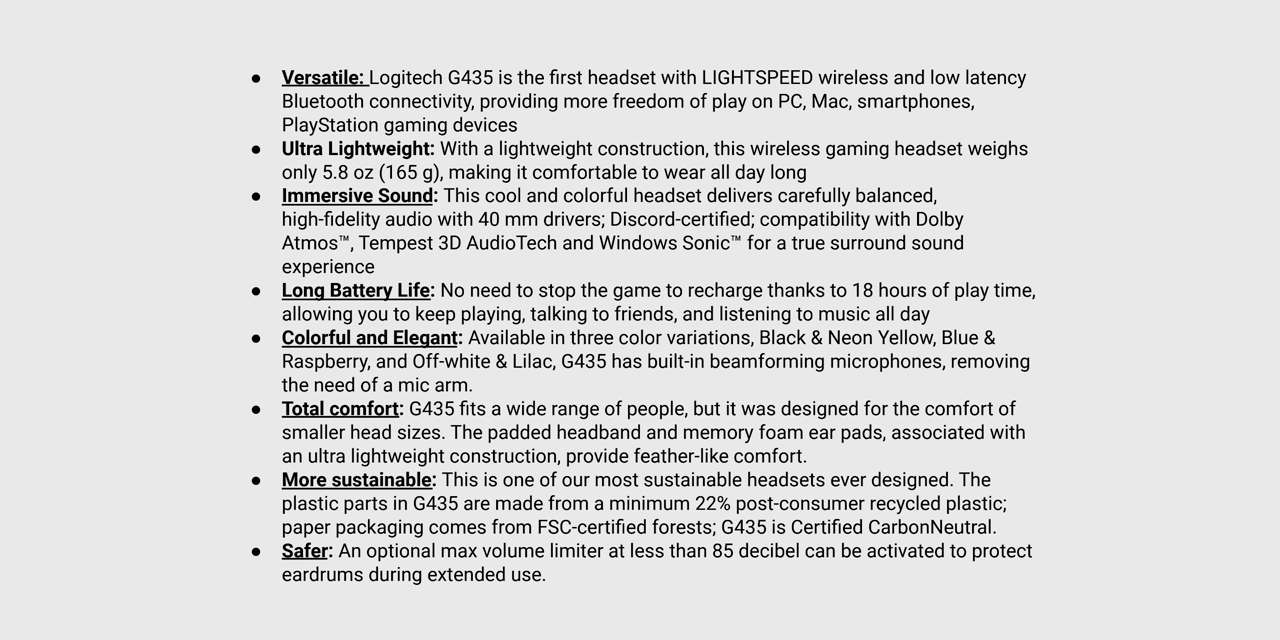 ● Versatile: Logitech G435 is the first headset with LIGHTSPEED wireless and low latency
Bluetooth connectivity, providing more freedom of play on PC, Mac, smartphones,
PlayStation gaming devices
● Ultra Lightweight: With a lightweight construction, this wireless gaming headset weighs
only 5.8 oz (165 g), making it comfortable to wear all day long
● Immersive Sound: This cool and colorful headset delivers carefully balanced,
high-fidelity audio with 40 mm drivers; Discord-certified; compatibility with Dolby
Atmos™, Tempest 3D AudioTech and Windows Sonic™ for a true surround sound
experience
● Long Battery Life: No need to stop the game to recharge thanks to 18 hours of play time,
allowing you to keep playing, talking to friends, and listening to music all day
● Colorful and Elegant: Available in three color variations, Black & Neon Yellow, Blue &
Raspberry, and Off-white & Lilac, G435 has built-in beamforming microphones, removing
the need of a mic arm.
● Total comfort: G435 fits a wide range of people, but it was designed for the comfort of
smaller head sizes. The padded headband and memory foam ear pads, associated with
an ultra lightweight construction, provide feather-like comfort.
● More sustainable: This is one of our most sustainable headsets ever designed. The
plastic parts in G435 are made from a minimum 22% post-consumer recycled plastic;
paper packaging comes from FSC-certified forests; G435 is Certified CarbonNeutral.
● Safer: An optional max volume limiter at less than 85 decibel can be activated to protect
eardrums during extended use.